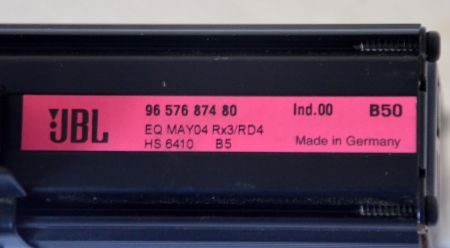 JBL 96 576 874 80 Ind.00 B50
EQ MAY04 Rx3/RD4
HS 6410 B5 Made in Germany